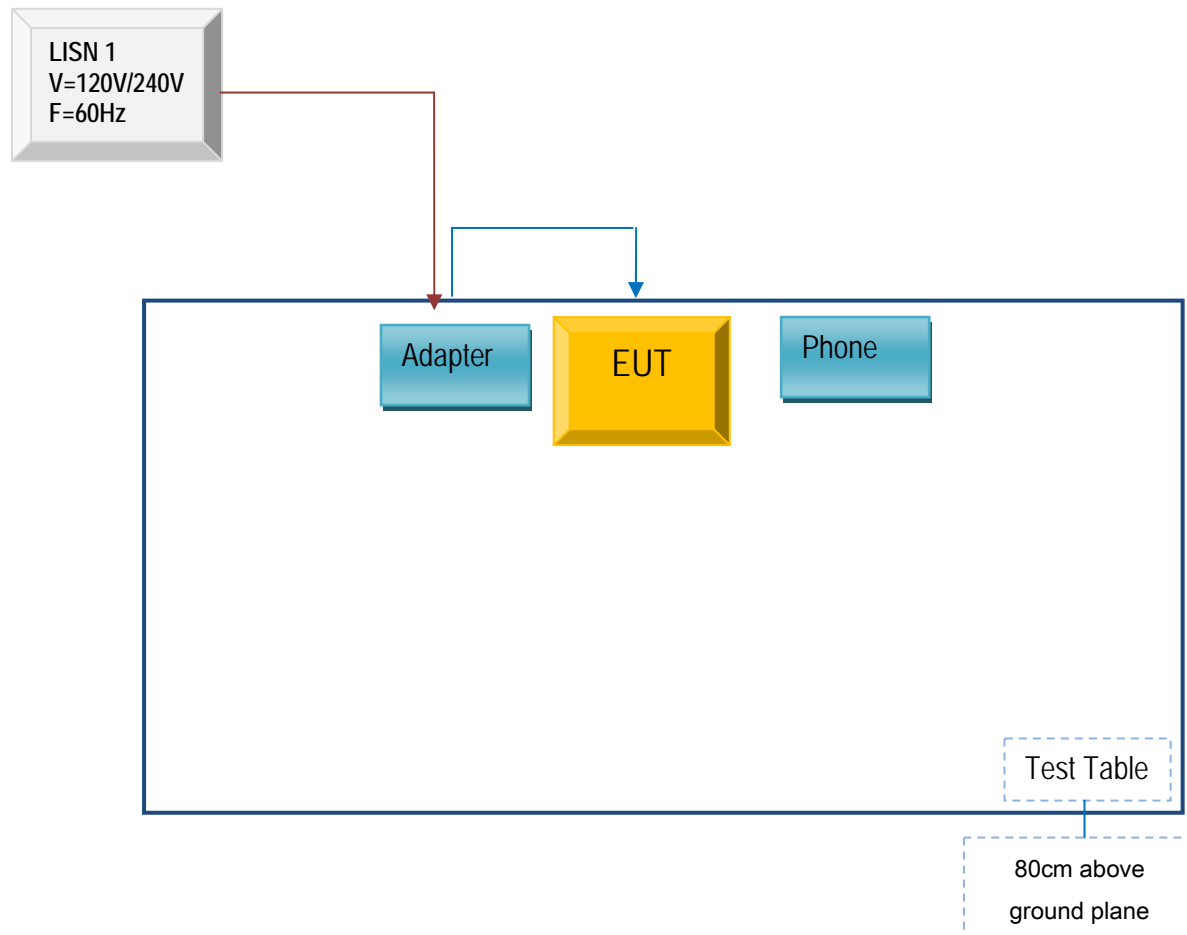 LISN 1
V=120V/240V
F=60Hz
Adapter
EUT
Phone
Test Table
80cm above
ground plane